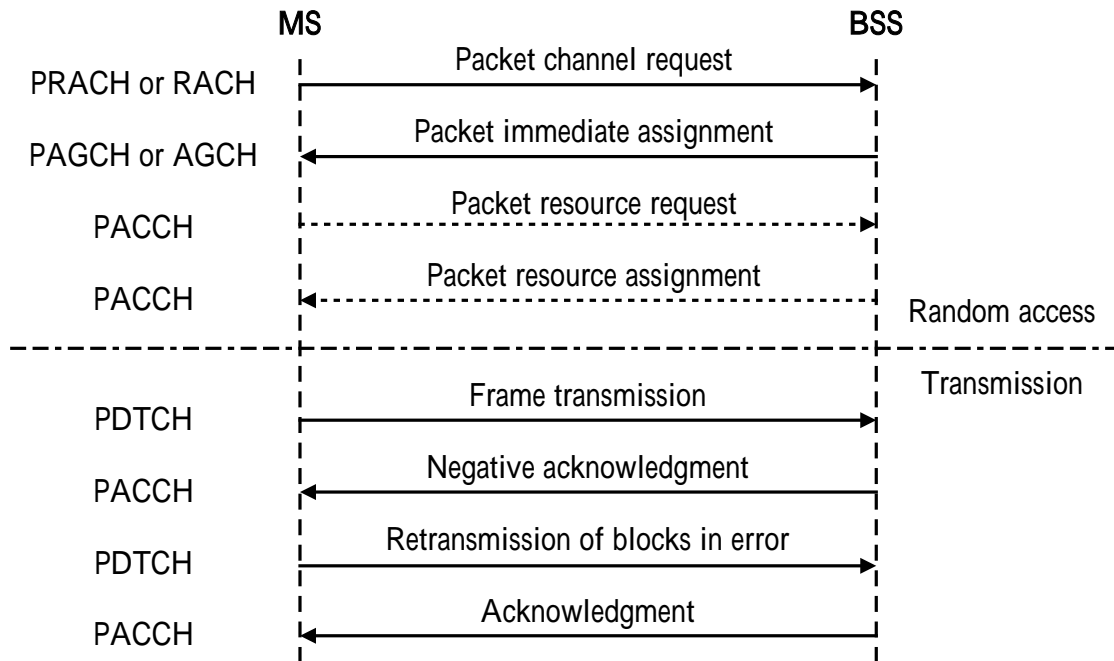 MS BSS
PRACH or RACH Packet channel request
PAGCH or AGCH Packet immediate assignment
PACCH Packet resource request
PACCH Packet resource assignment
Random access
Transmission
PDTCH Frame transmission
PACCH Negative acknowledgment
PDTCH Retransmission of blocks in error
PACCH Acknowledgment